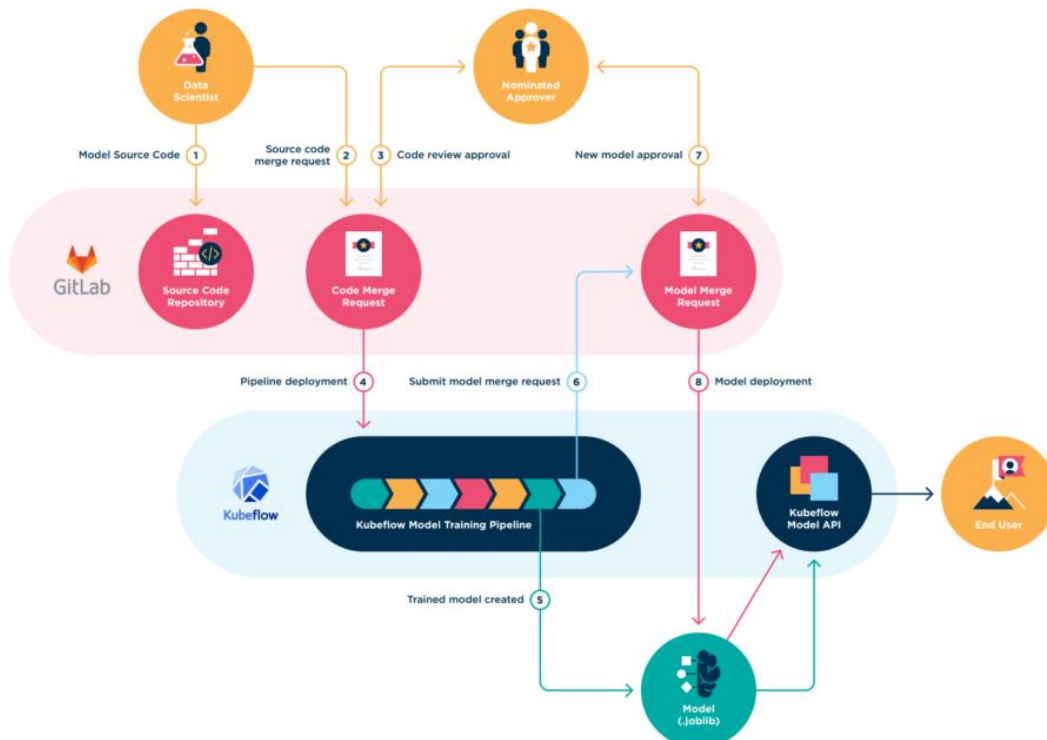 Data
Scientist
Nominated
Approver
Model Source Code
1
Source code
merge request
2
3
Code review approval
New model approval
7
GitLab
</>
Source Code
Repository
Code Merge
Request
Model Merge
Request
Pipeline deployment
4
Submit model merge request
6
8
Model deployment
Kubeflow
Kubeflow Model Training Pipeline
Kubeflow
Model API
End User
Trained model created
5
Model
(.joblib)